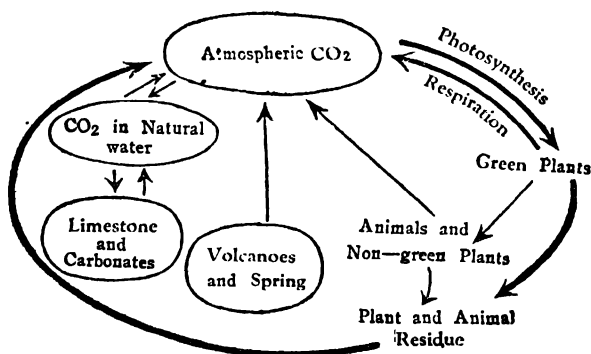 Atmospheric CO2
Photosynthesis
Respiration
CO2 in Natural
water
Green Plants
Limestone
and
Carbonates
Volcanoes
and Spring
Animals and
Non-green Plants
Plant and Animal
Residue